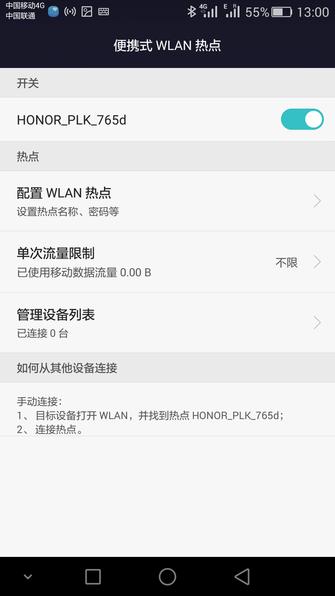 中国移动4G
中国联通
4G
E
R
55%
13:00
便携式 WLAN 热点
开关
HONOR_PLK_765d
热点
配置 WLAN 热点
设置热点名称、密码等
单次流量限制
已使用移动数据流量 0.00 B
不限
管理设备列表
已连接 0 台
如何从其他设备连接
手动连接：
1、 目标设备打开 WLAN，并找到热点 HONOR_PLK_765d；
2、 连接热点。